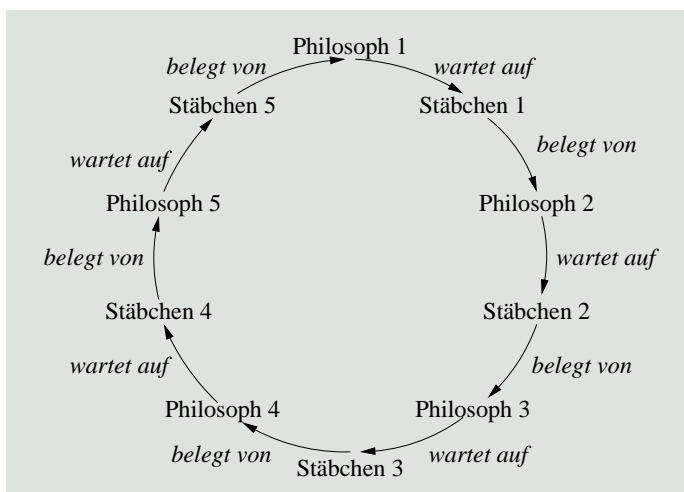 Philosoph 1
wartet auf
Stäbchen 1
belegt von
Philosoph 2
wartet auf
Stäbchen 2
belegt von
Philosoph 3
wartet auf
Stäbchen 3
belegt von
Philosoph 4
wartet auf
Stäbchen 4
belegt von
Philosoph 5
wartet auf
Stäbchen 5
belegt von